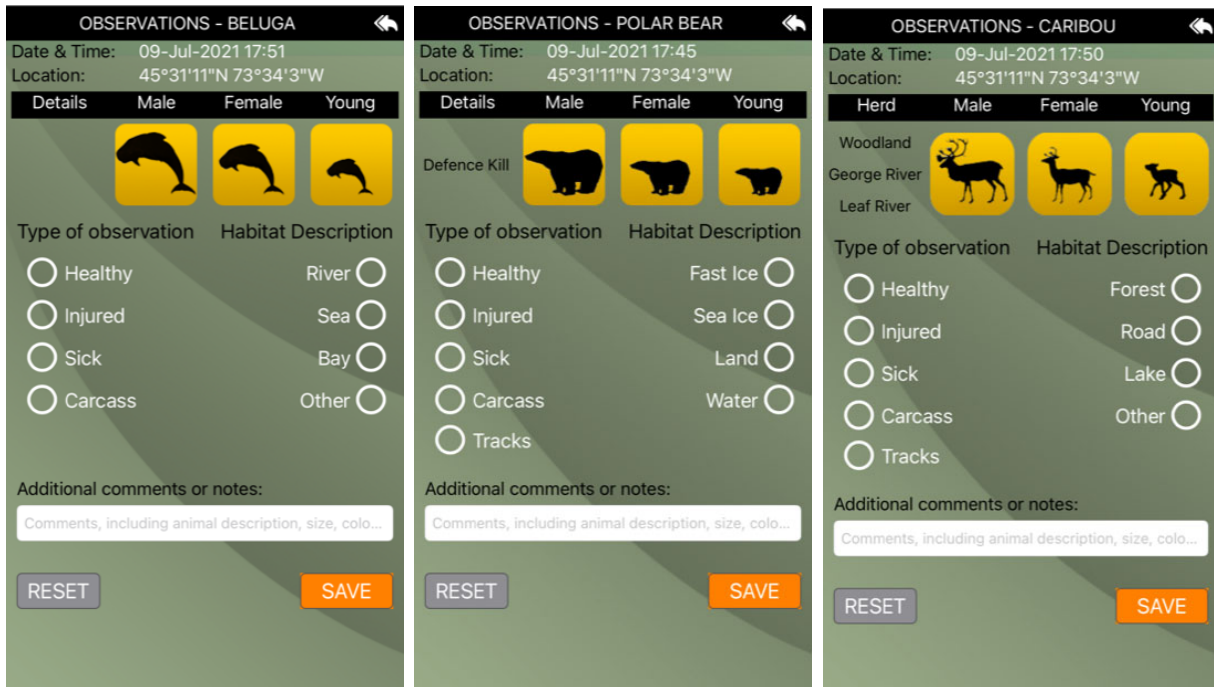 OBSERVATIONS - BELUGA
Date & Time: 09-Jul-2021 17:51
Location: 45°31'11"N 73°34'3"W
Details Male Female Young
Type of observation Habitat Description
Healthy River
Injured Sea
Sick Bay
Carcass Other
Additional comments or notes:
Comments, including animal description, size, colo...
RESET SAVE
OBSERVATIONS - POLAR BEAR
Date & Time: 09-Jul-2021 17:45
Location: 45°31'11"N 73°34'3"W
Details Male Female Young
Defence Kill
Type of observation Habitat Description
Healthy Fast Ice
Injured Sea Ice
Sick Land
Carcass Water
Tracks
Additional comments or notes:
Comments, including animal description, size, colo...
RESET SAVE
OBSERVATIONS - CARIBOU
Date & Time: 09-Jul-2021 17:50
Location: 45°31'11"N 73°34'3"W
Herd Male Female Young
Woodland
George River
Leaf River
Type of observation Habitat Description
Healthy Forest
Injured Road
Sick Lake
Carcass Other
Tracks
Additional comments or notes:
Comments, including animal description, size, colo...
RESET SAVE